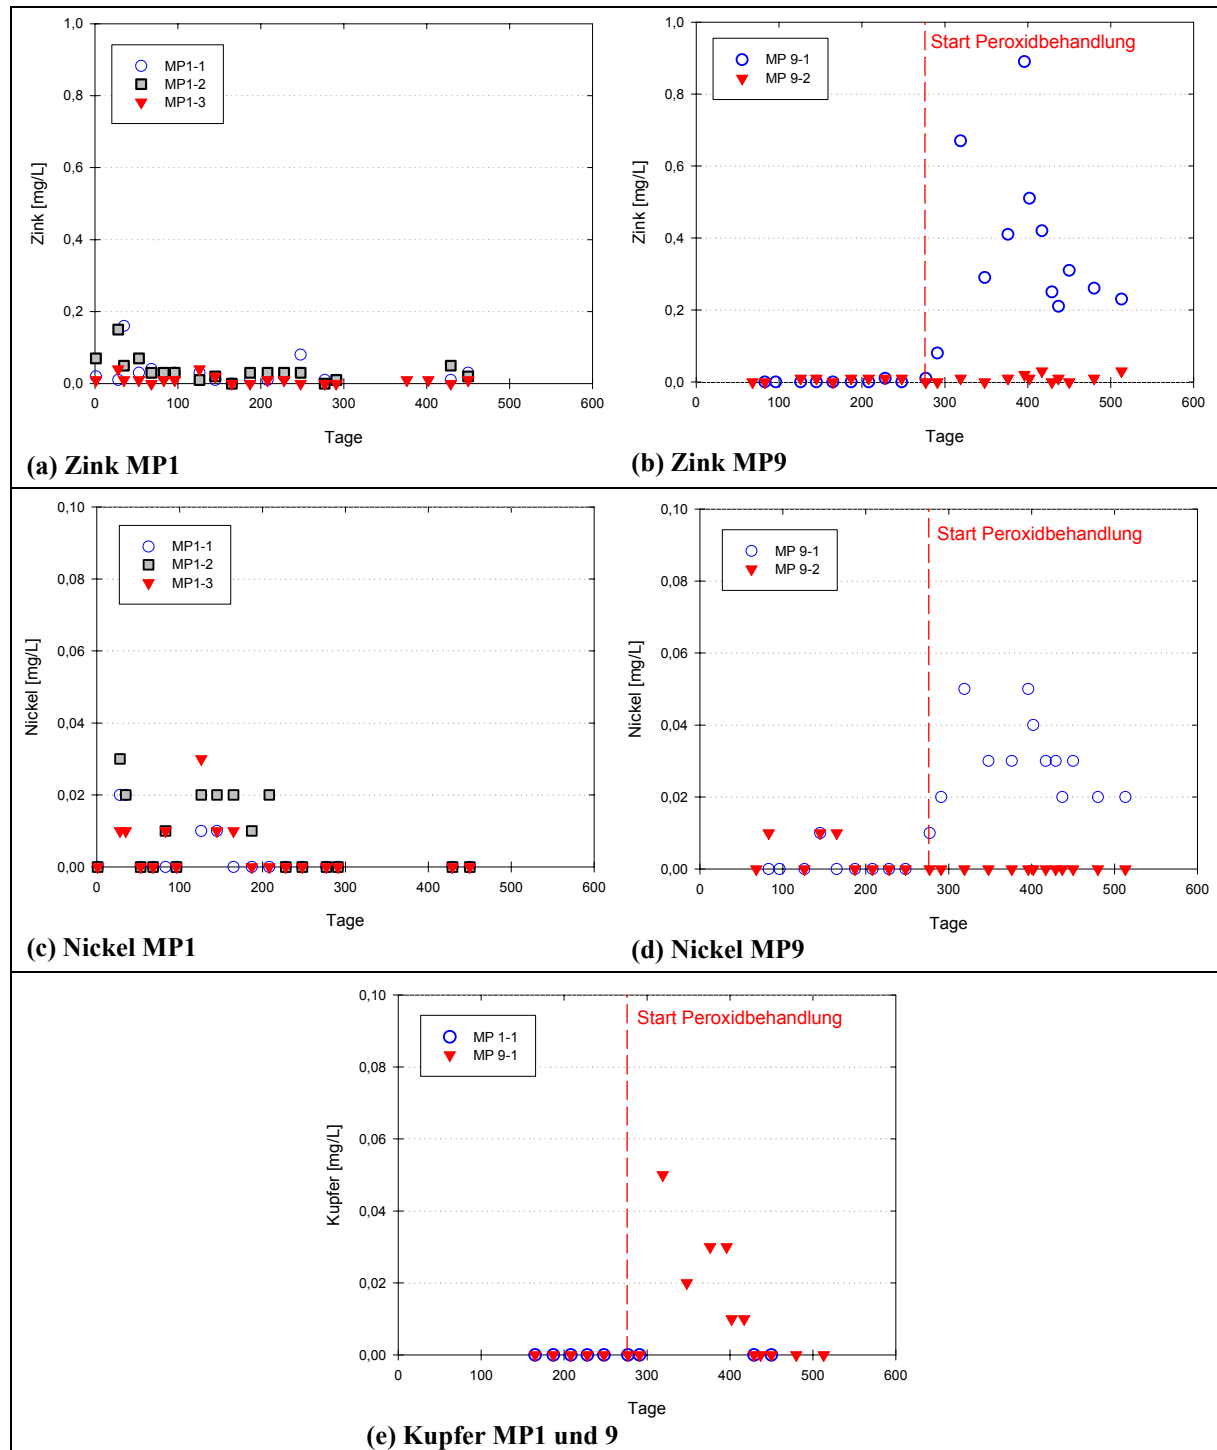 1,0
0,8
0,6
0,4
0,2
0,0
Zink [mg/L]
MP1-1
MP1-2
MP1-3
0 100 200 300 400 500 600
Tage
(a) Zink MP1
1,0
0,8
0,6
0,4
0,2
0,0
Zink [mg/L]
Start Peroxidbehandlung
MP 9-1
MP 9-2
0 100 200 300 400 500 600
Tage
(b) Zink MP9
0,10
0,08
0,06
0,04
0,02
0,00
Nickel [mg/L]
MP1-1
MP1-2
MP1-3
0 100 200 300 400 500 600
Tage
(c) Nickel MP1
0,10
0,08
0,06
0,04
0,02
0,00
Nickel [mg/L]
Start Peroxidbehandlung
MP 9-1
MP 9-2
0 100 200 300 400 500 600
Tage
(d) Nickel MP9
0,10
0,08
0,06
0,04
0,02
0,00
Kupfer [mg/L]
Start Peroxidbehandlung
MP 1-1
MP 9-1
0 100 200 300 400 500 600
Tage
(e) Kupfer MP1 und 9